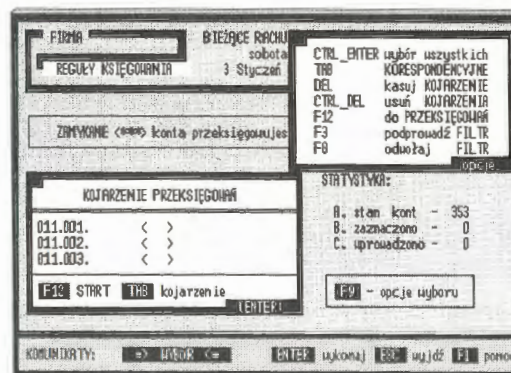 FIRMA
BIEŻĄCE RACHU
sobota
REGUŁY KSIĘGOWANIA
3 Styczeń
CTRL_ENTER wybór wszystkich
TAB KORESPONDENCYJNE
DEL kasuj KOJARZENIE
CTRL_DEL usuń KOJARZENIA
F12 do PRZEKSIĘGOWAŃ
F3 podprowadź FILTR
F8 odwołaj FILTR
opcje
ZAMYKANE <***> konta przeksięgowujes
KOJARZENIE PRZEKSIĘGOWAŃ
011.001. < >
011.002. < >
011.003. < >
F12 START TAB kojarzenie
[ENTER]
STATYSTYKA:
A. stan kont - 353
B. zaznaczono - 0
C. wprowadzono - 0
F9 - opcje wyboru
KOMUNIKATY: => WYBÓR <= ENTER wykonaj ESC wyjdź F1 pomoc